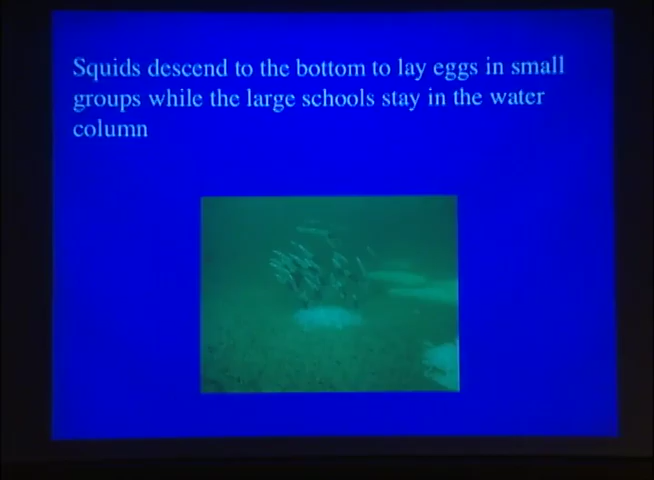 Squids descend to the bottom to lay eggs in small
groups while the large schools stay in the water
column